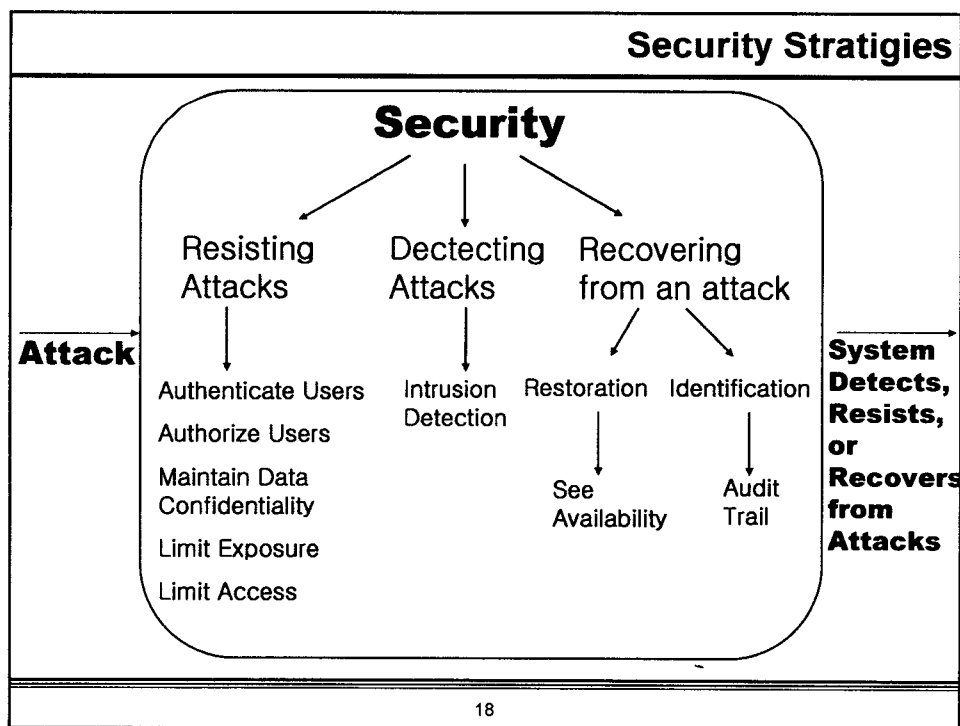 Security Stratigies
Security
Resisting
Attacks
Dectecting
Attacks
Recovering
from an attack
Attack
Authenticate Users
Authorize Users
Maintain Data
Confidentiality
Limit Exposure
Limit Access
Intrusion
Detection
Restoration
Identification
See
Availability
Audit
Trail
System
Detects,
Resists,
or
Recovers
from
Attacks
18